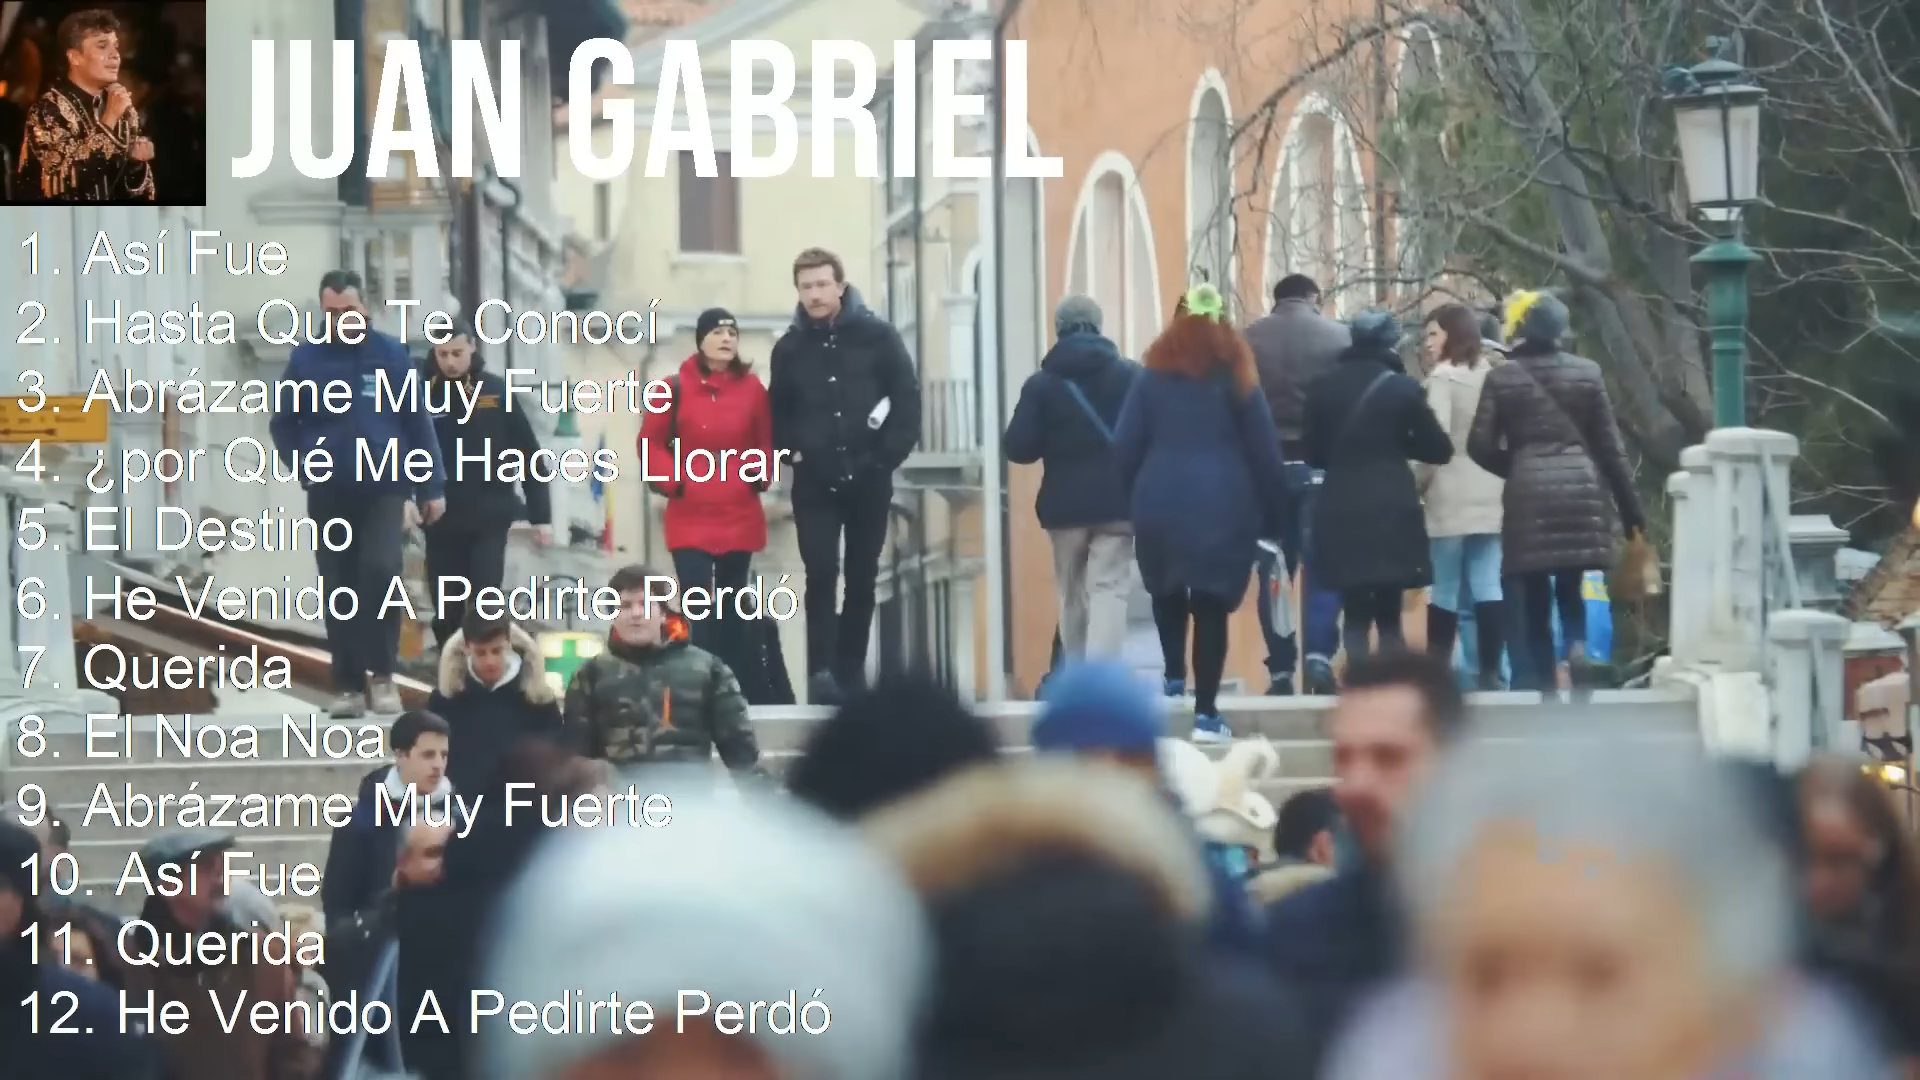 JUAN GABRIEL
1. Así Fue
2. Hasta Que Te Conocí
3. Abrázame Muy Fuerte
4. ¿por Qué Me Haces Llorar
5. El Destino
6. He Venido A Pedirte Perdó
7. Querida
8. El Noa Noa
9. Abrázame Muy Fuerte
10. Así Fue
11. Querida
12. He Venido A Pedirte Perdó